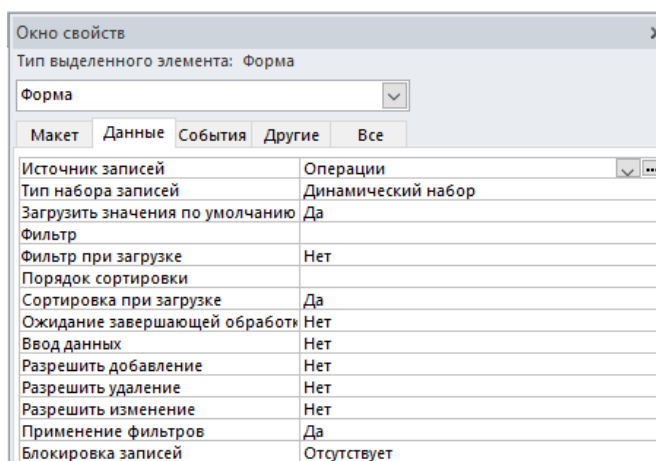 Окно свойств
Тип выделенного элемента: Форма
Форма
Макет Данные События Другие Все
Источник записей Операции
Тип набора записей Динамический набор
Загрузить значения по умолчанию Да
Фильтр
Фильтр при загрузке Нет
Порядок сортировки
Сортировка при загрузке Да
Ожидание завершающей обработк Нет
Ввод данных Нет
Разрешить добавление Нет
Разрешить удаление Нет
Разрешить изменение Нет
Применение фильтров Да
Блокировка записей Отсутствует